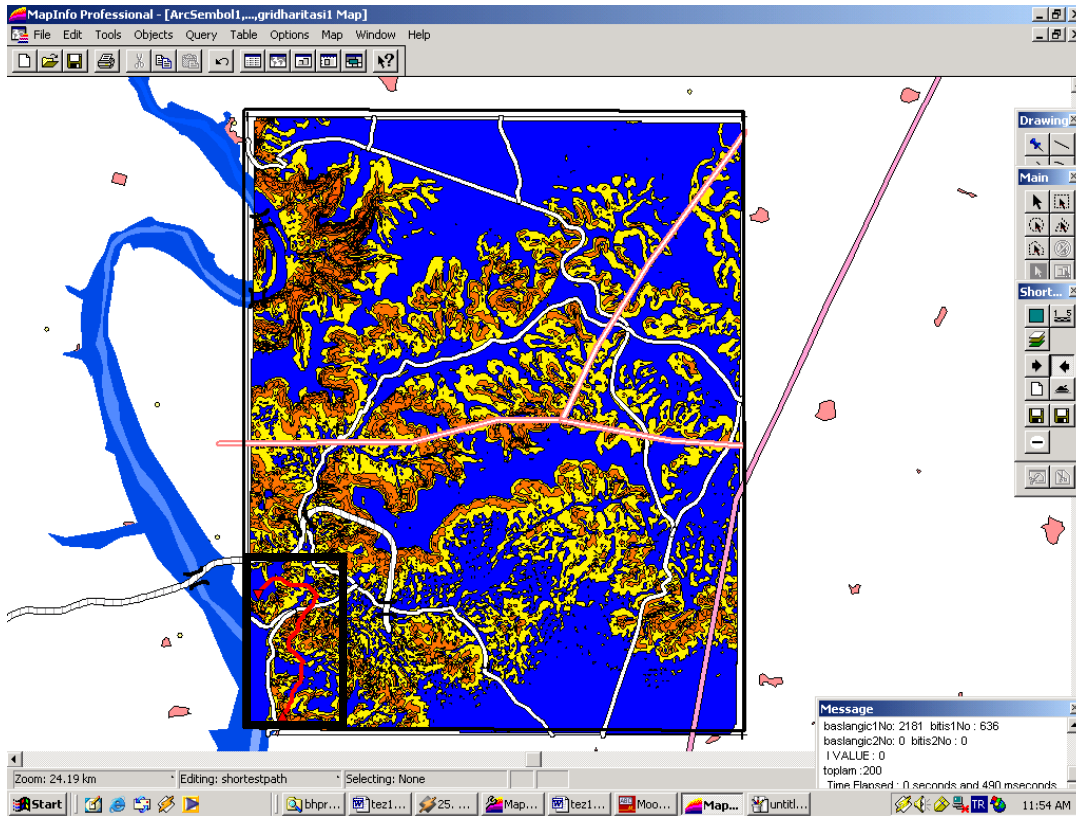 MapInfo Professional - [ArcSembol1,...,gridharitasi1 Map]
File Edit Tools Objects Query Table Options Map Window Help
Drawing
Main
Short...
1 5
Message
baslangic1No: 2181 bitis1No : 636
baslangic2No: 0 bitis2No : 0
I VALUE : 0
toplam :200
Time Elapsed : 0 seconds and 490 mseconds
Zoom: 24.19 km
Editing: shortestpath
Selecting: None
Start
bhpr...
tez1...
25. ...
Map...
tez1...
Moo...
Map...
untitl...
TR
11:54 AM